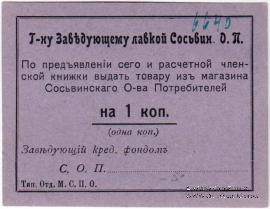 6649
Г-ну Завѣдующему лавкой Сосьвин. О. П.
По предъявленiи сего и расчетной член-
ской книжки выдать товару изъ магазина
Сосьвинскаго О-ва Потребителей
на 1 коп.
(одна коп.)
Завѣдующiй кред. фондомъ
С. О. П.
Тип. Отд. М. С. П. О.